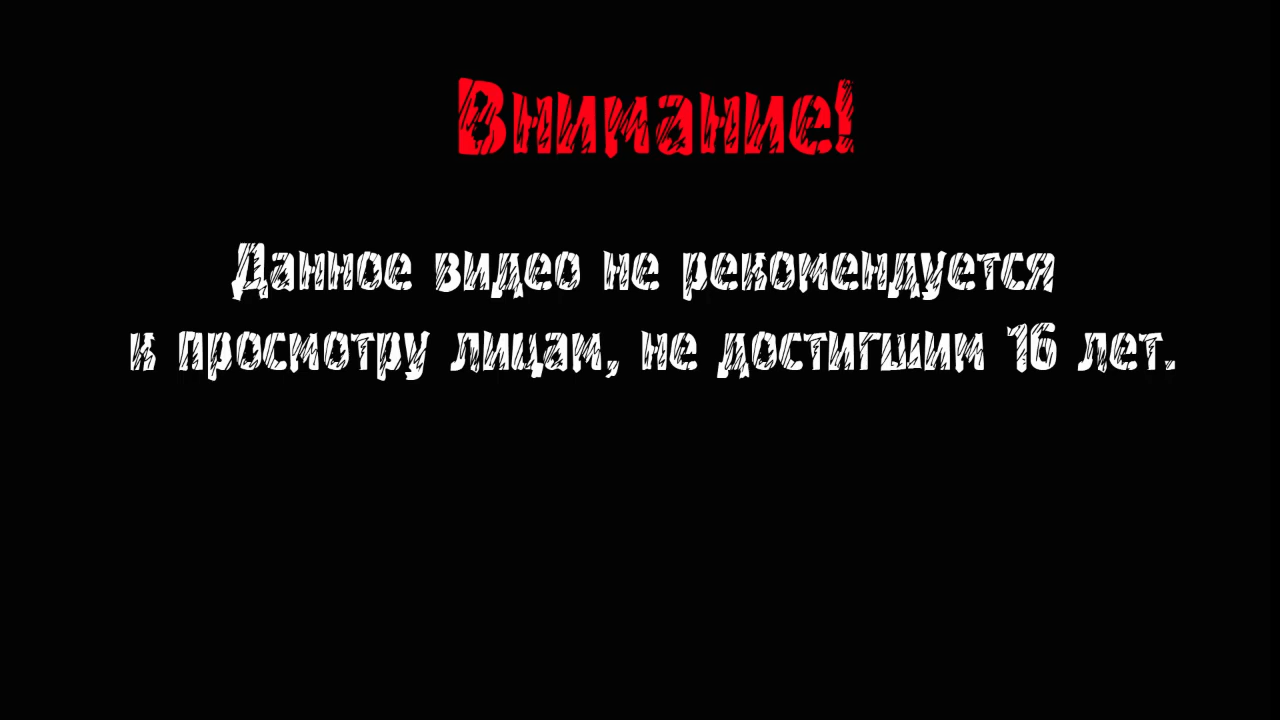 Внимание!
Данное видео не рекомендуется
к просмотру лицам, не достигшим 16 лет.